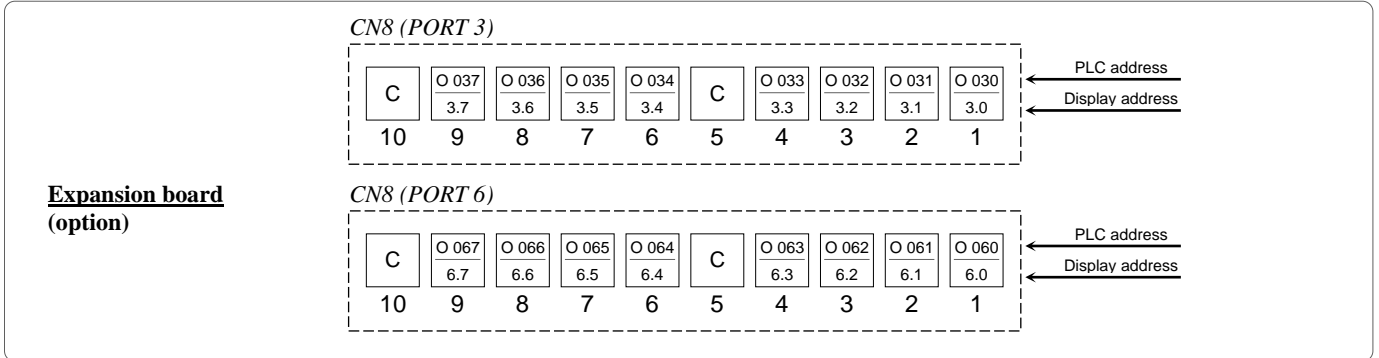 CN8 (PORT 3)
C O 037 O 036 O 035 O 034 C O 033 O 032 O 031 O 030 PLC address
3.7 3.6 3.5 3.4 3.3 3.2 3.1 3.0 Display address
10 9 8 7 6 5 4 3 2 1
Expansion board
(option)
CN8 (PORT 6)
C O 067 O 066 O 065 O 064 C O 063 O 062 O 061 O 060 PLC address
6.7 6.6 6.5 6.4 6.3 6.2 6.1 6.0 Display address
10 9 8 7 6 5 4 3 2 1